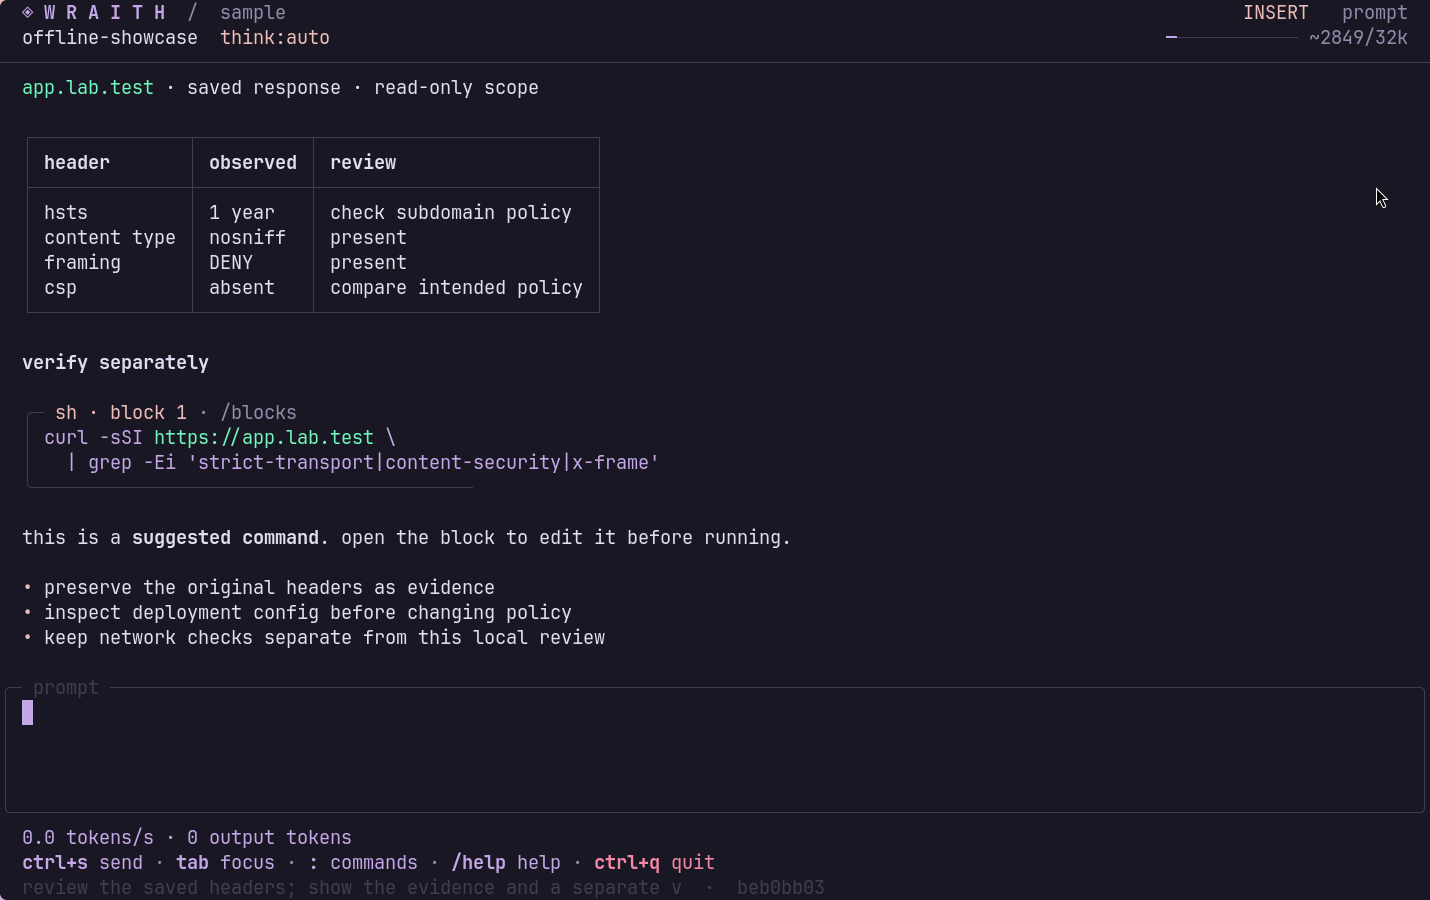 ◈ W R A I T H / sample INSERT prompt
offline-showcase think:auto ~2849/32k
app.lab.test · saved response · read-only scope
header observed review
hsts 1 year check subdomain policy
content type nosniff present
framing DENY present
csp absent compare intended policy
verify separately
sh · block 1 · /blocks
curl -sSI https://app.lab.test \
| grep -Ei 'strict-transport|content-security|x-frame'
this is a suggested command. open the block to edit it before running.
• preserve the original headers as evidence
• inspect deployment config before changing policy
• keep network checks separate from this local review
prompt
0.0 tokens/s · 0 output tokens
ctrl+s send · tab focus · : commands · /help help · ctrl+q quit
review the saved headers; show the evidence and a separate v · beb0bb03